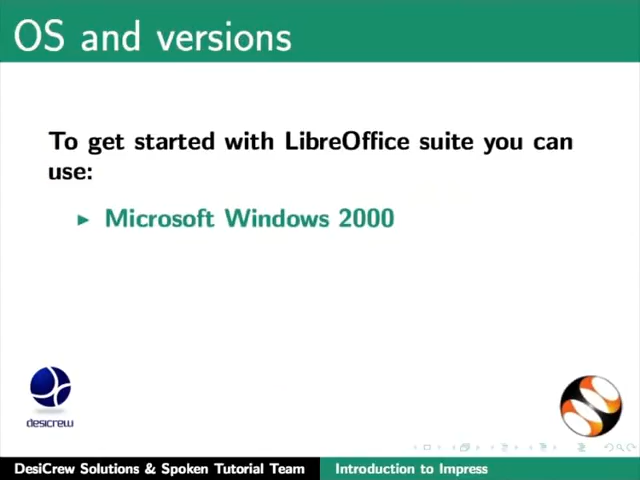 OS and versions
To get started with LibreOffice suite you can
use:
Microsoft Windows 2000
desicrew
DesiCrew Solutions & Spoken Tutorial Team
Introduction to Impress